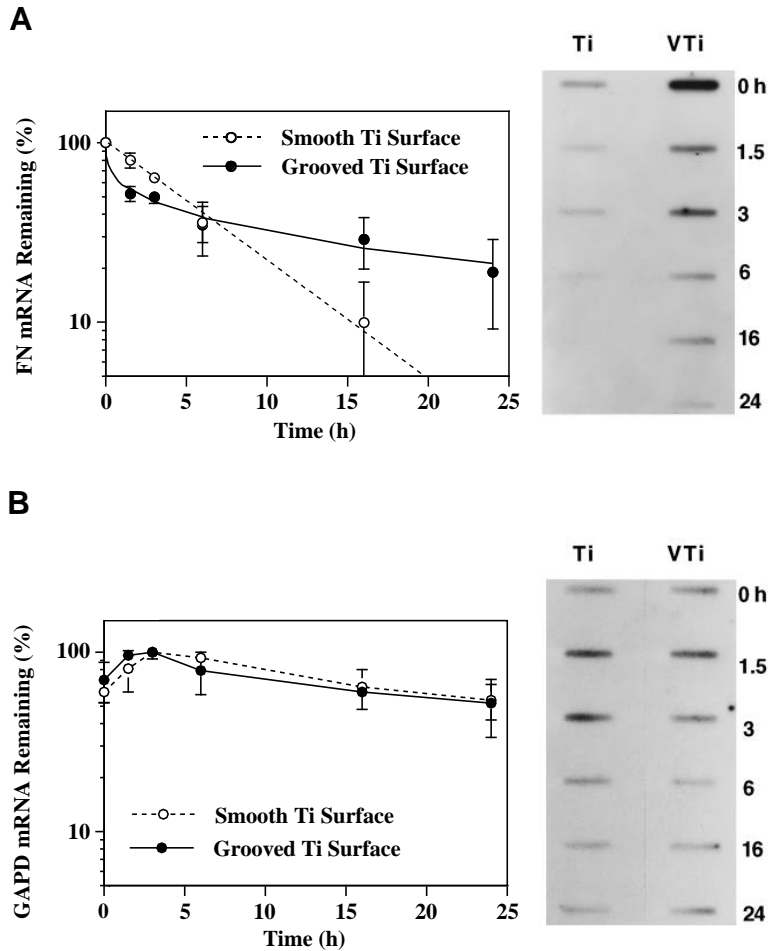 A
Ti VTi
0 h
1.5
3
6
16
24
FN mRNA Remaining (%)
100
10
Smooth Ti Surface
Grooved Ti Surface
0 5 10 15 20 25
Time (h)
B
Ti VTi
0 h
1.5
3
6
16
24
GAPD mRNA Remaining (%)
100
10
Smooth Ti Surface
Grooved Ti Surface
0 5 10 15 20 25
Time (h)